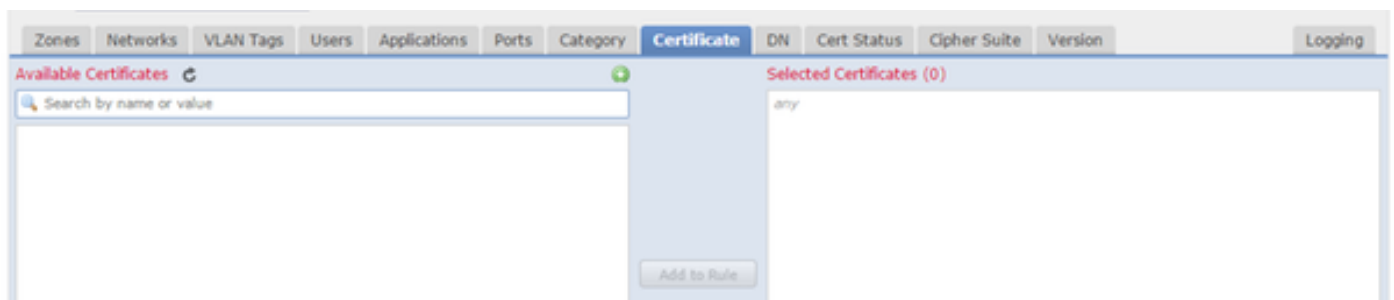 Zones Networks VLAN Tags Users Applications Ports Category Certificate DN Cert Status Cipher Suite Version Logging
Available Certificates
Selected Certificates (0)
Search by name or value
any
Add to Rule